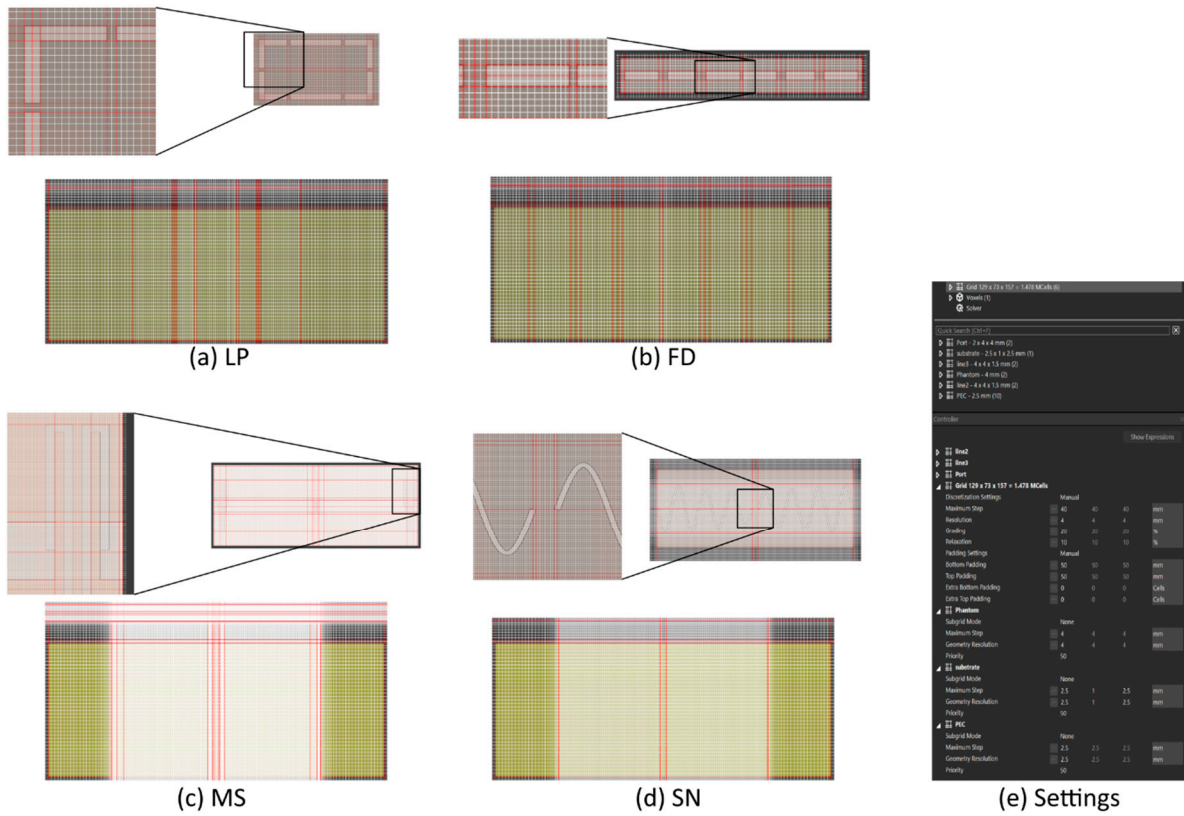 (a) LP
(b) FD
(c) MS
(d) SN
Grid 129 x 73 x 157 = 1.478 MCells (6)
Voxels (1)
Solver
Quick Search [Ctrl+F]
Port - 2 x 4 x 4 mm (2)
substrate - 2.5 x 1 x 2.5 mm (1)
line3 - 4 x 4 x 1.5 mm (2)
Phantom - 4 mm (2)
line2 - 4 x 4 x 1.5 mm (2)
PEC - 2.5 mm (10)
Controller
Show Expressions
line2
line3
Port
Grid 129 x 73 x 157 = 1.478 MCells
Discretization Settings Manual
Maximum Step 40 40 40 mm
Resolution 4 4 4 mm
Grading 20 20 20 %
Relaxation 10 10 10 %
Padding Settings Manual
Bottom Padding 50 50 50 mm
Top Padding 50 50 50 mm
Extra Bottom Padding 0 0 0 Cells
Extra Top Padding 0 0 0 Cells
Phantom
Subgrid Mode None
Maximum Step 4 4 4 mm
Geometry Resolution 4 4 4 mm
Priority 50
substrate
Subgrid Mode None
Maximum Step 2.5 1 2.5 mm
Geometry Resolution 2.5 1 2.5 mm
Priority 90
PEC
Subgrid Mode None
Maximum Step 2.5 2.5 2.5 mm
Geometry Resolution 2.5 2.5 2.5 mm
Priority 50
(e) Settings